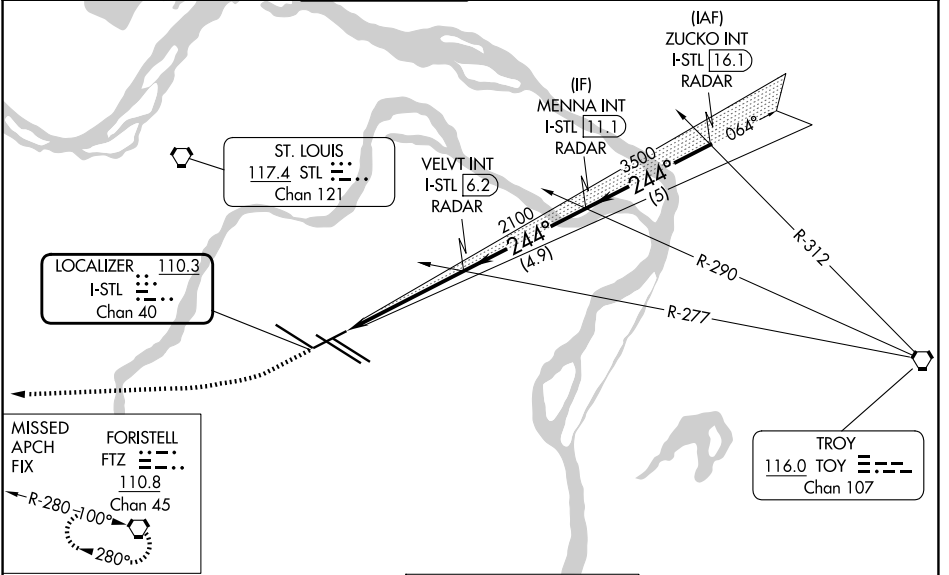 (IAF)
ZUCKO INT
I-STL 16.1
RADAR
(IF)
MENNA INT
I-STL 11.1
RADAR
064°
ST. LOUIS
117.4 STL
Chan 121
VELVT INT
I-STL 6.2
RADAR
3500
244°
(5)
2100
244°
(4.9)
R-312
R-290
R-277
LOCALIZER 110.3
I-STL
Chan 40
MISSED
APCH
FIX
FORISTELL
FTZ
110.8
Chan 45
R-280
100°
280°
TROY
116.0 TOY
Chan 107